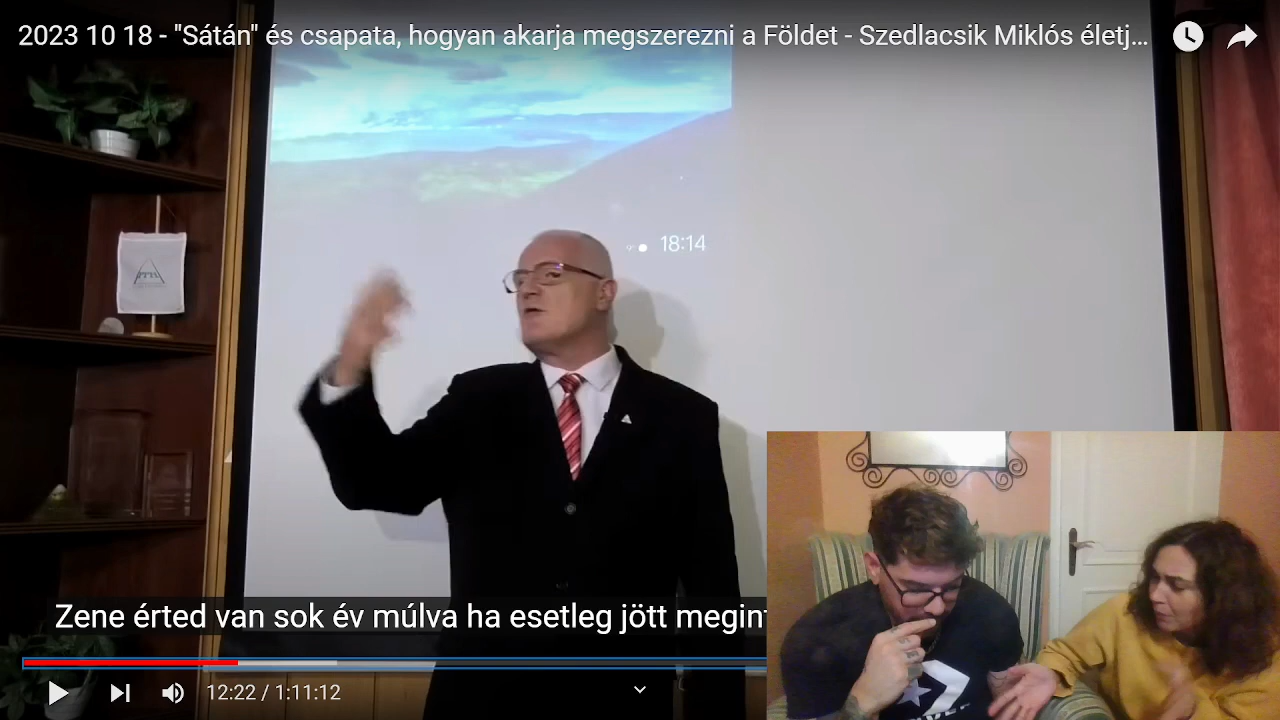 2023 10 18 - "Sátán" és csapata, hogyan akarja megszerezni a Földet - Szedlacsik Miklós életj...
18:14
Zene érted van sok év múlva ha esetleg jött megint
12:22 / 1:11:12